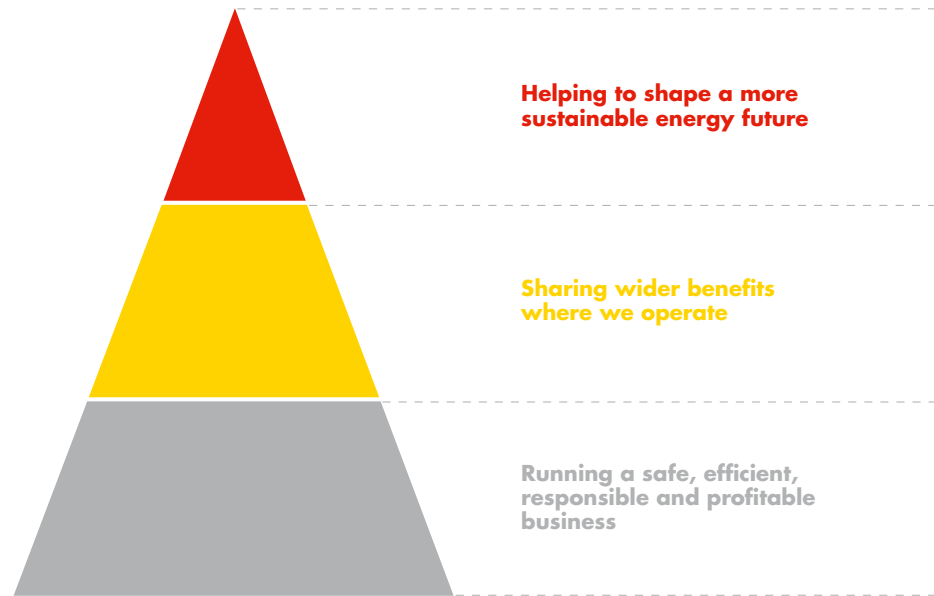 Helping to shape a more
sustainable energy future
Sharing wider benefits
where we operate
Running a safe, efficient,
responsible and profitable
business